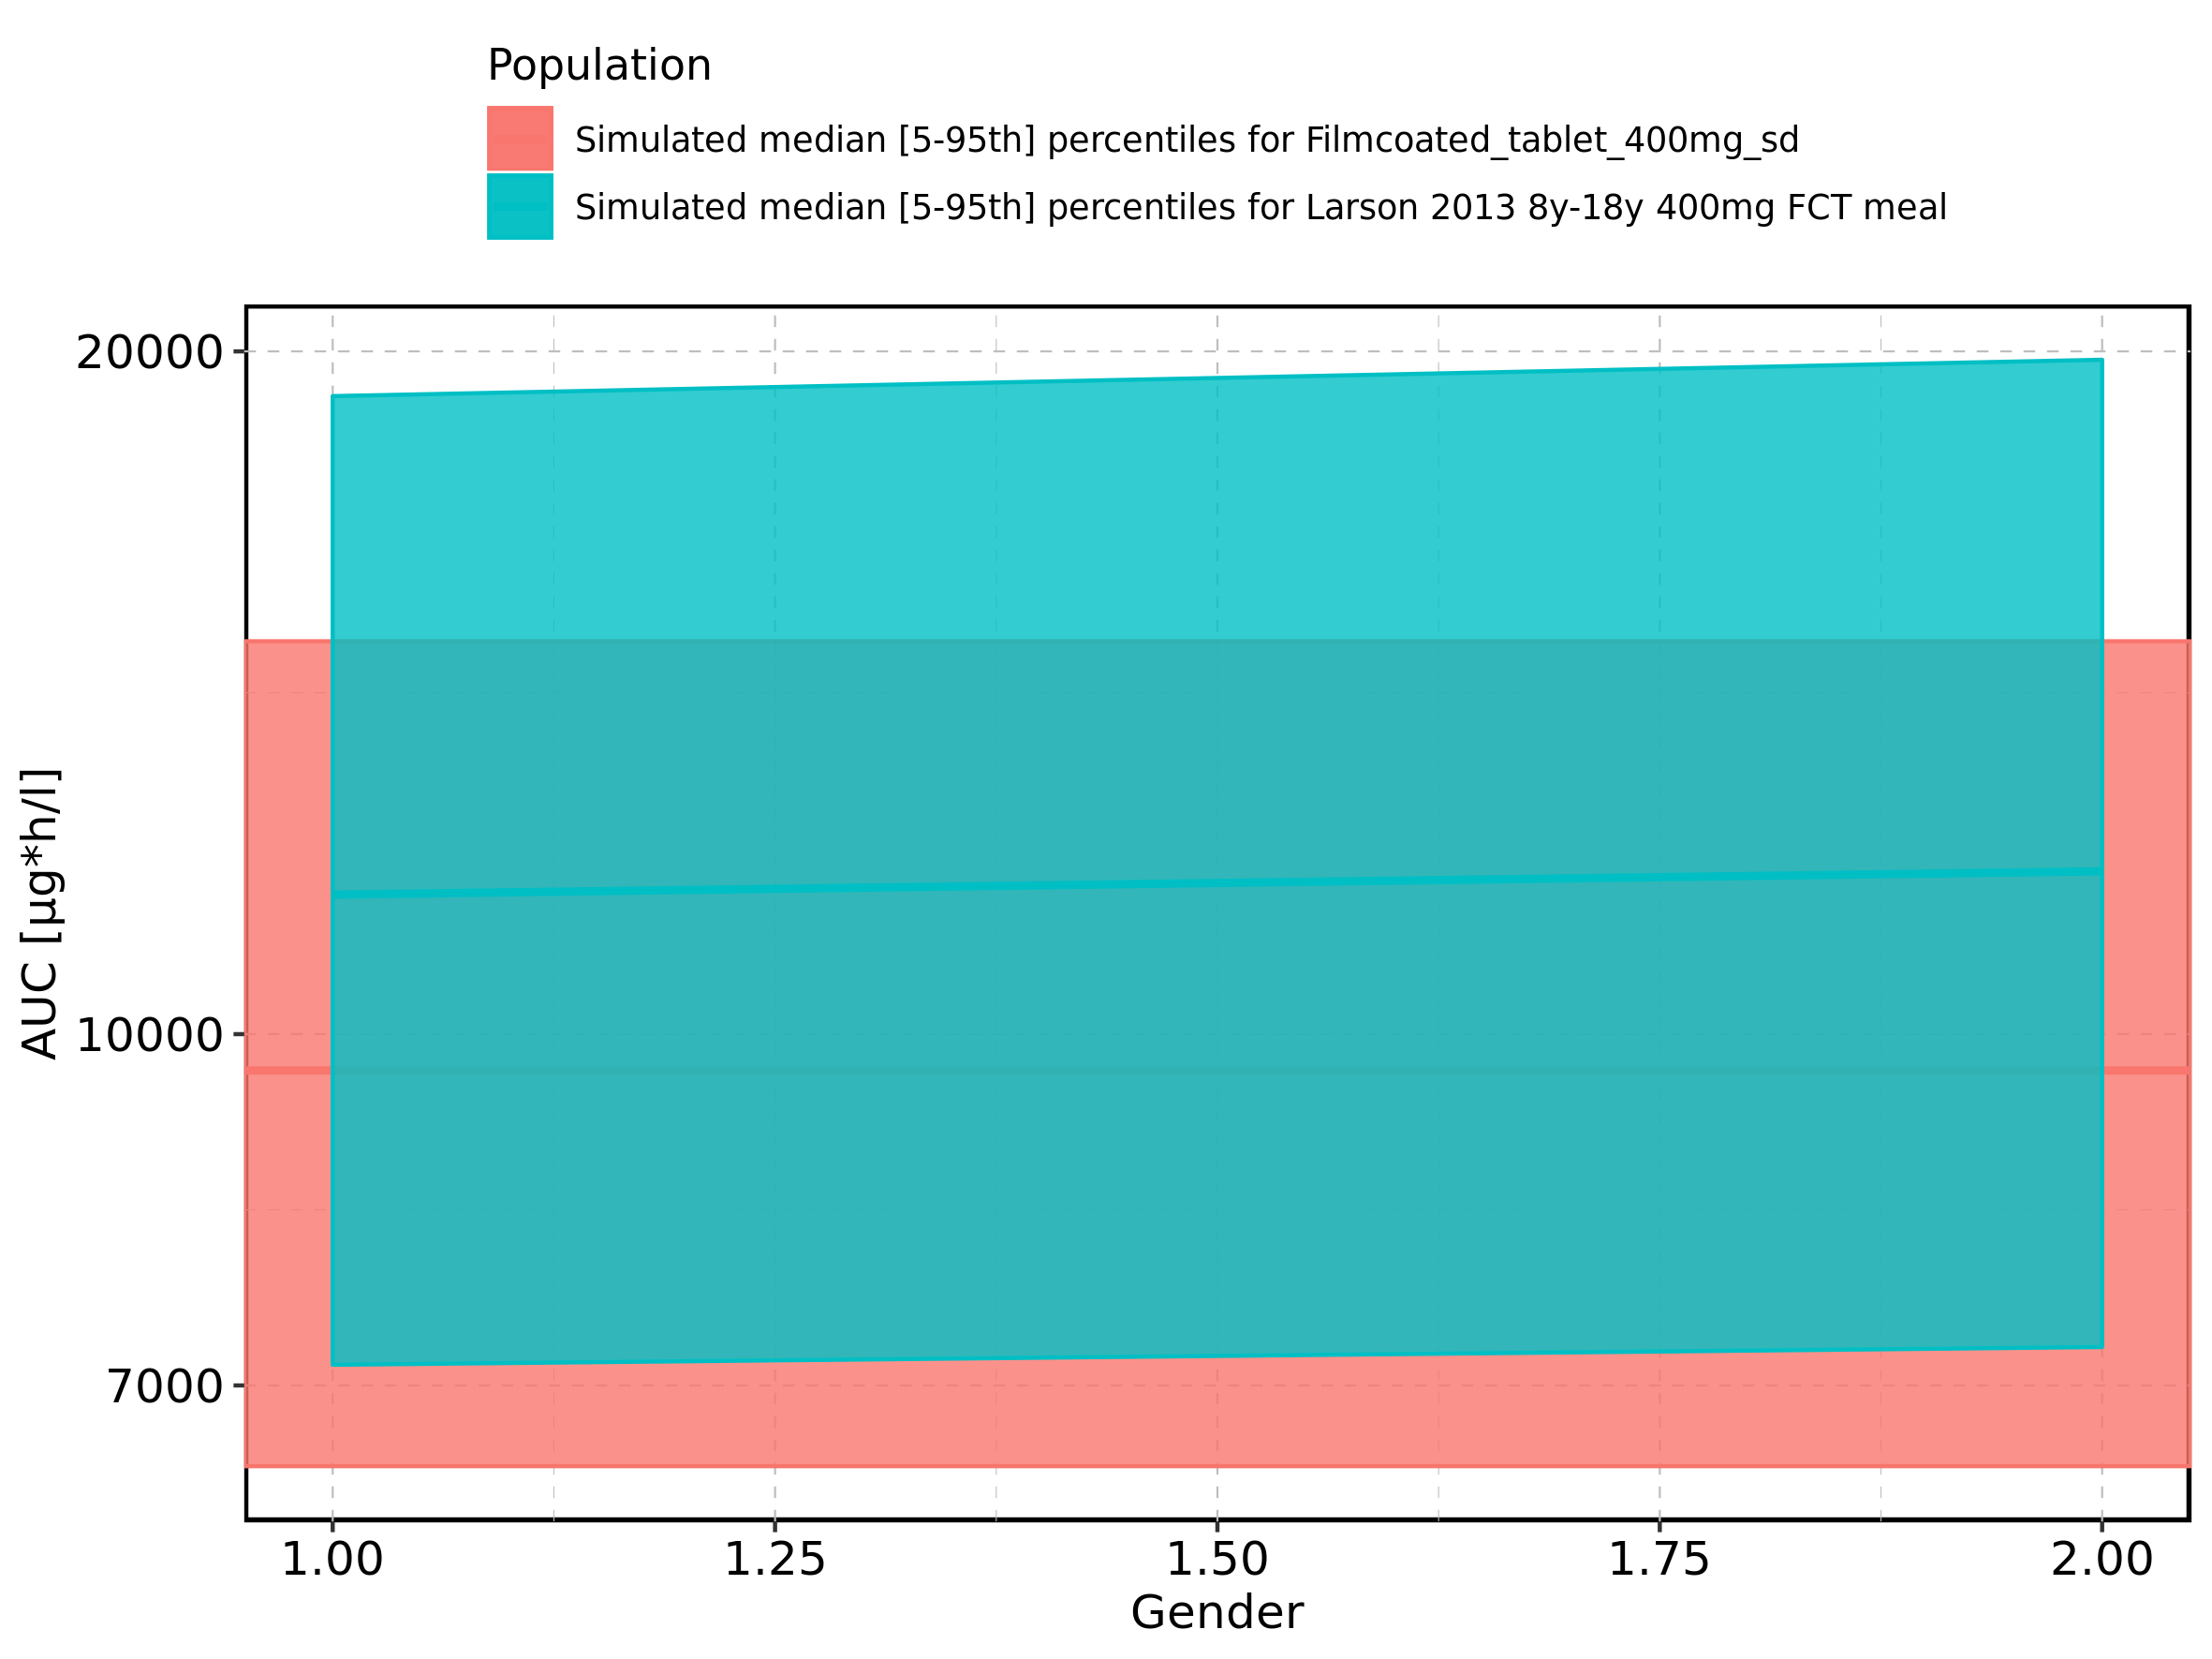 Population
Simulated median [5-95th] percentiles for Filmcoated_tablet_400mg_sd
Simulated median [5-95th] percentiles for Larson 2013 8y-18y 400mg FCT meal
20000
10000
7000
AUC [µg*h/l]
1.00 1.25 1.50 1.75 2.00
Gender